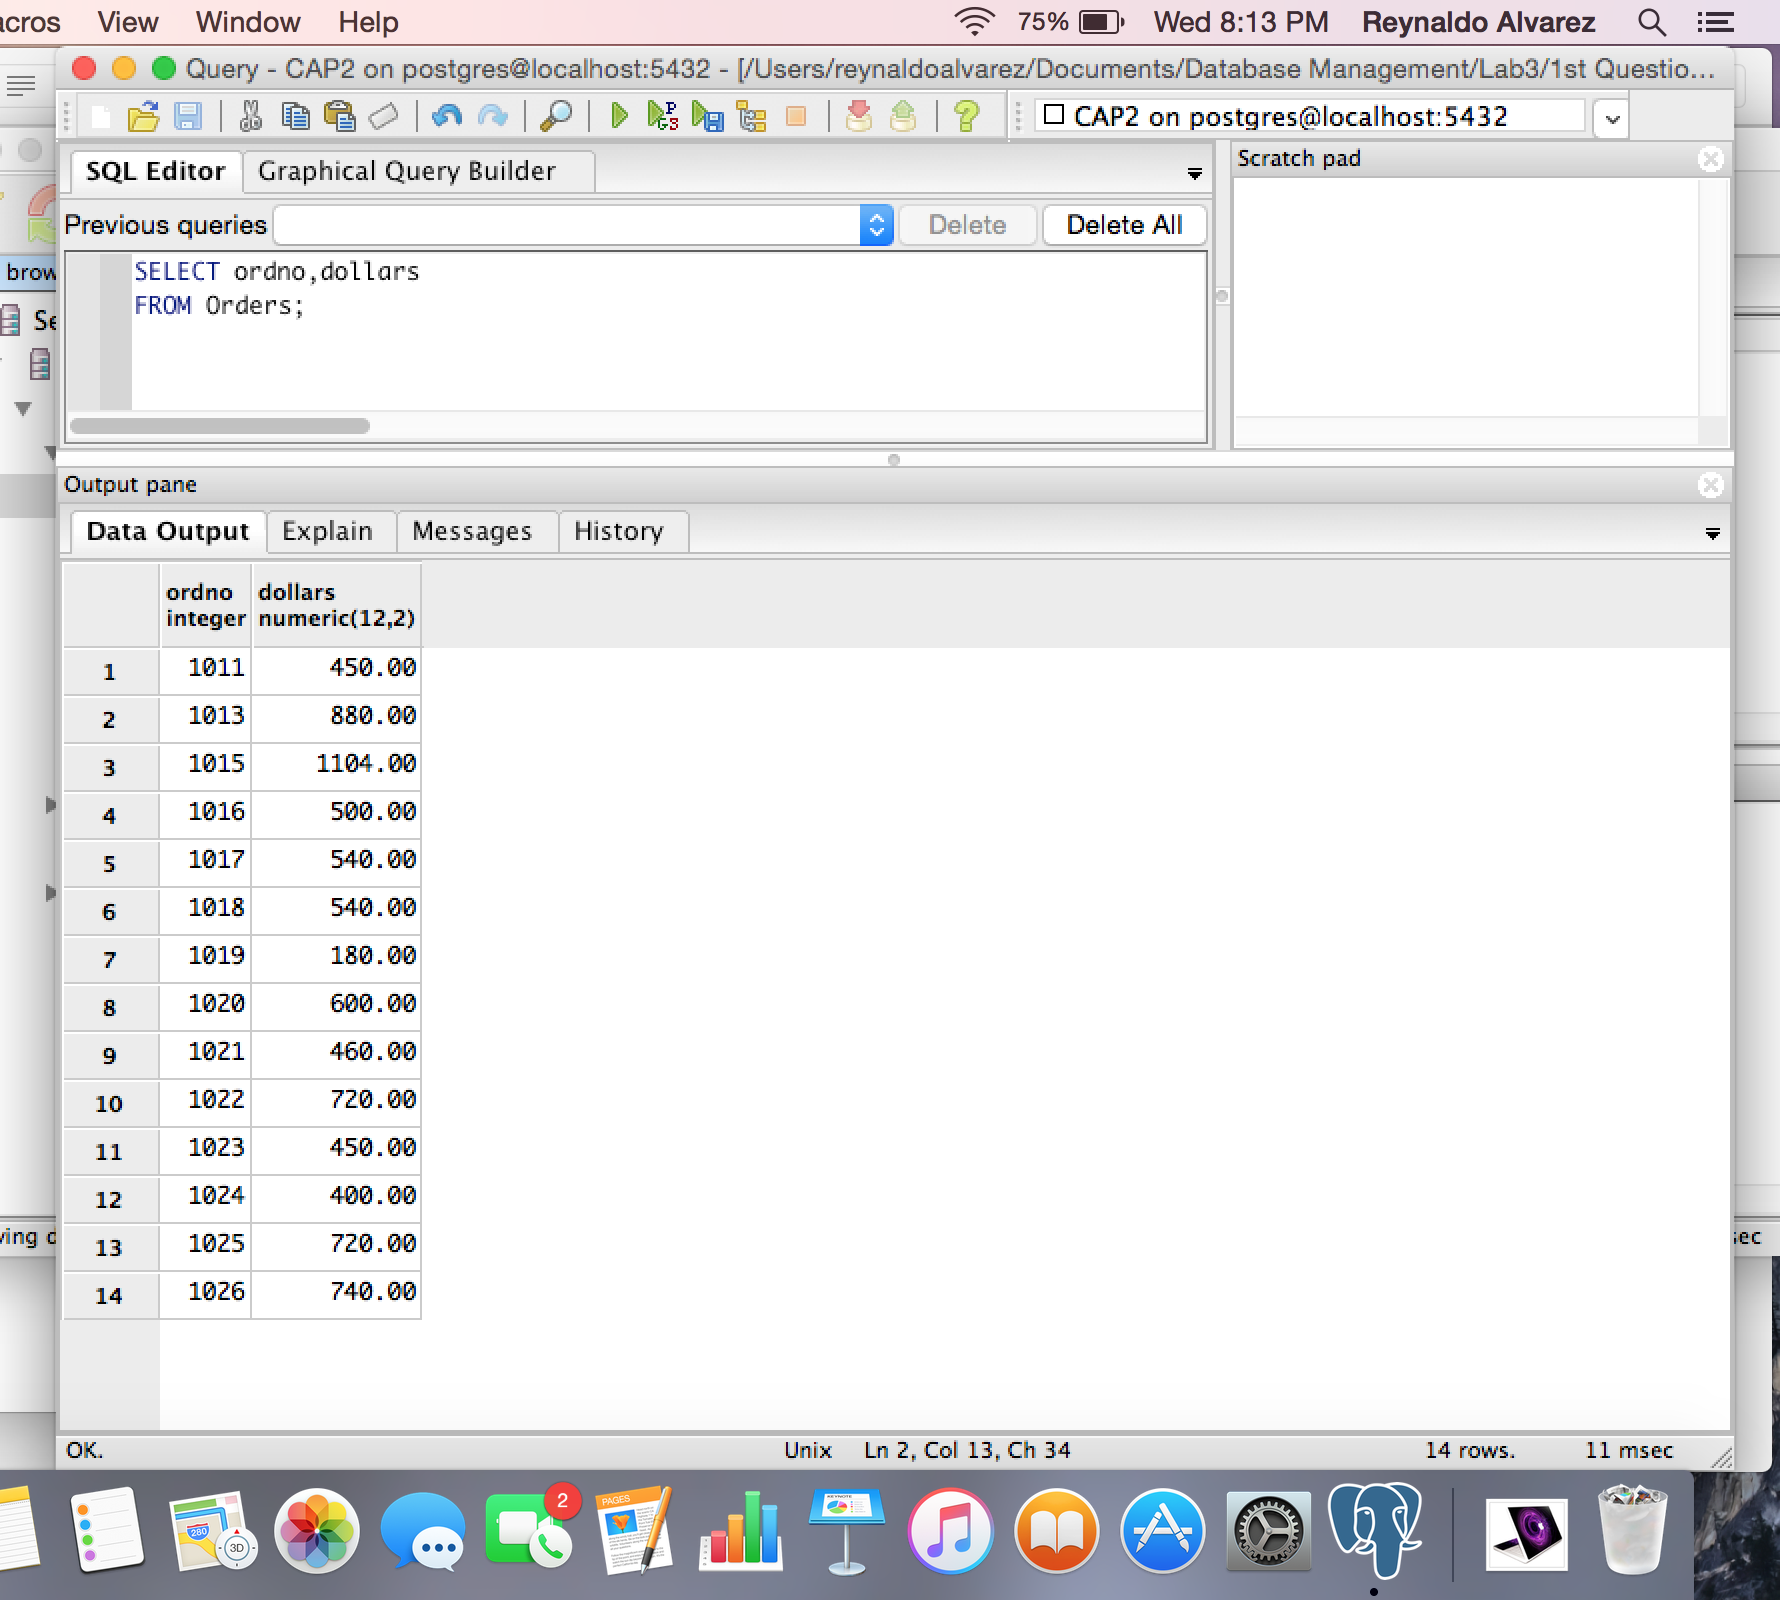 acros View Window Help 75% Wed 8:13 PM Reynaldo Alvarez
Query - CAP2 on postgres@localhost:5432 - [/Users/reynaldoalvarez/Documents/Database Management/Lab3/1st Questio...
CAP2 on postgres@localhost:5432
SQL Editor Graphical Query Builder
Scratch pad
Previous queries Delete Delete All
SELECT ordno,dollars
FROM Orders;
brow
Se
Output pane
Data Output Explain Messages History
ordno integer dollars numeric(12,2)
1 1011 450.00
2 1013 880.00
3 1015 1104.00
4 1016 500.00
5 1017 540.00
6 1018 540.00
7 1019 180.00
8 1020 600.00
9 1021 460.00
10 1022 720.00
11 1023 450.00
12 1024 400.00
13 1025 720.00
14 1026 740.00
ving d
sec
OK. Unix Ln 2, Col 13, Ch 34 14 rows. 11 msec
280
3D
2
PAGES
KEYNOTE